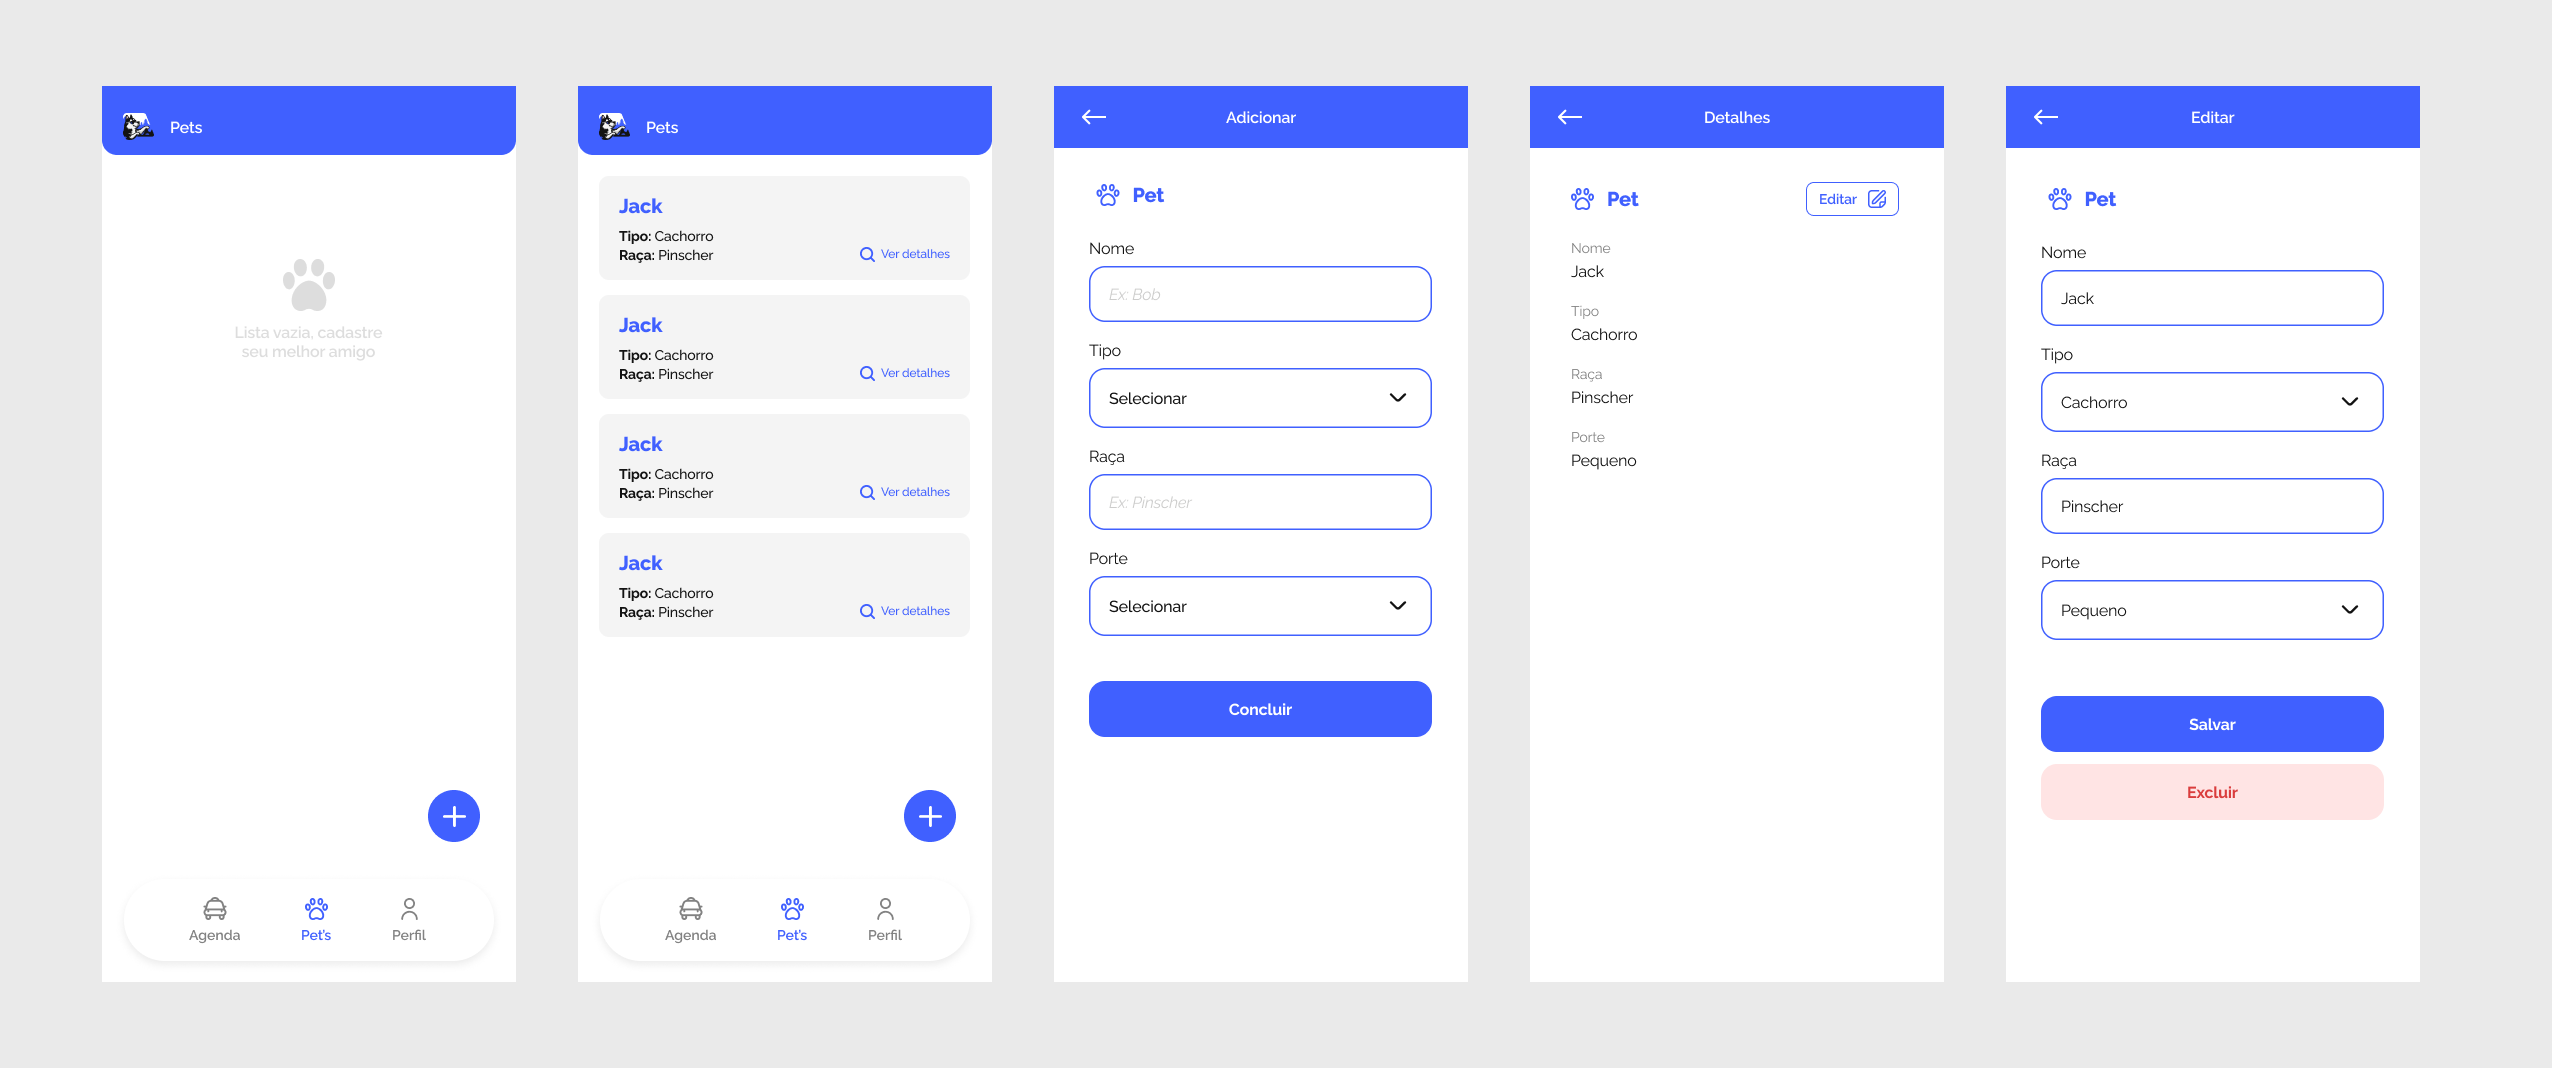 Pets
Lista vazia, cadastre
seu melhor amigo
Agenda
Pet's
Perfil
Pets
Jack
Tipo: Cachorro
Raça: Pinscher
Ver detalhes
Jack
Tipo: Cachorro
Raça: Pinscher
Ver detalhes
Jack
Tipo: Cachorro
Raça: Pinscher
Ver detalhes
Jack
Tipo: Cachorro
Raça: Pinscher
Ver detalhes
Agenda
Pet's
Perfil
Adicionar
Pet
Nome
Ex: Bob
Tipo
Selecionar
Raça
Ex: Pinscher
Porte
Selecionar
Concluir
Detalhes
Pet
Editar
Nome
Jack
Tipo
Cachorro
Raça
Pinscher
Porte
Pequeno
Editar
Pet
Nome
Jack
Tipo
Cachorro
Raça
Pinscher
Porte
Pequeno
Salvar
Excluir